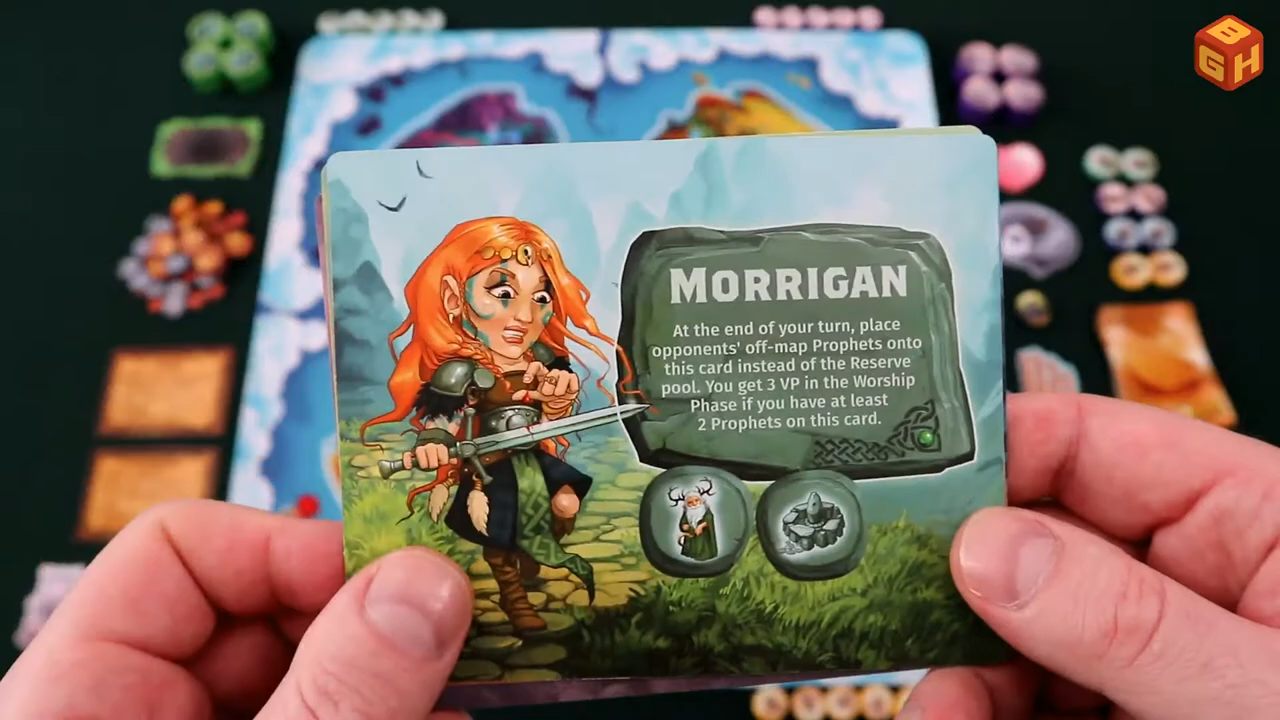 B
GH
MORRIGAN
At the end of your turn, place
opponents' off-map Prophets onto
this card instead of the Reserve
pool. You get 3 VP in the Worship
Phase if you have at least
2 Prophets on this card.